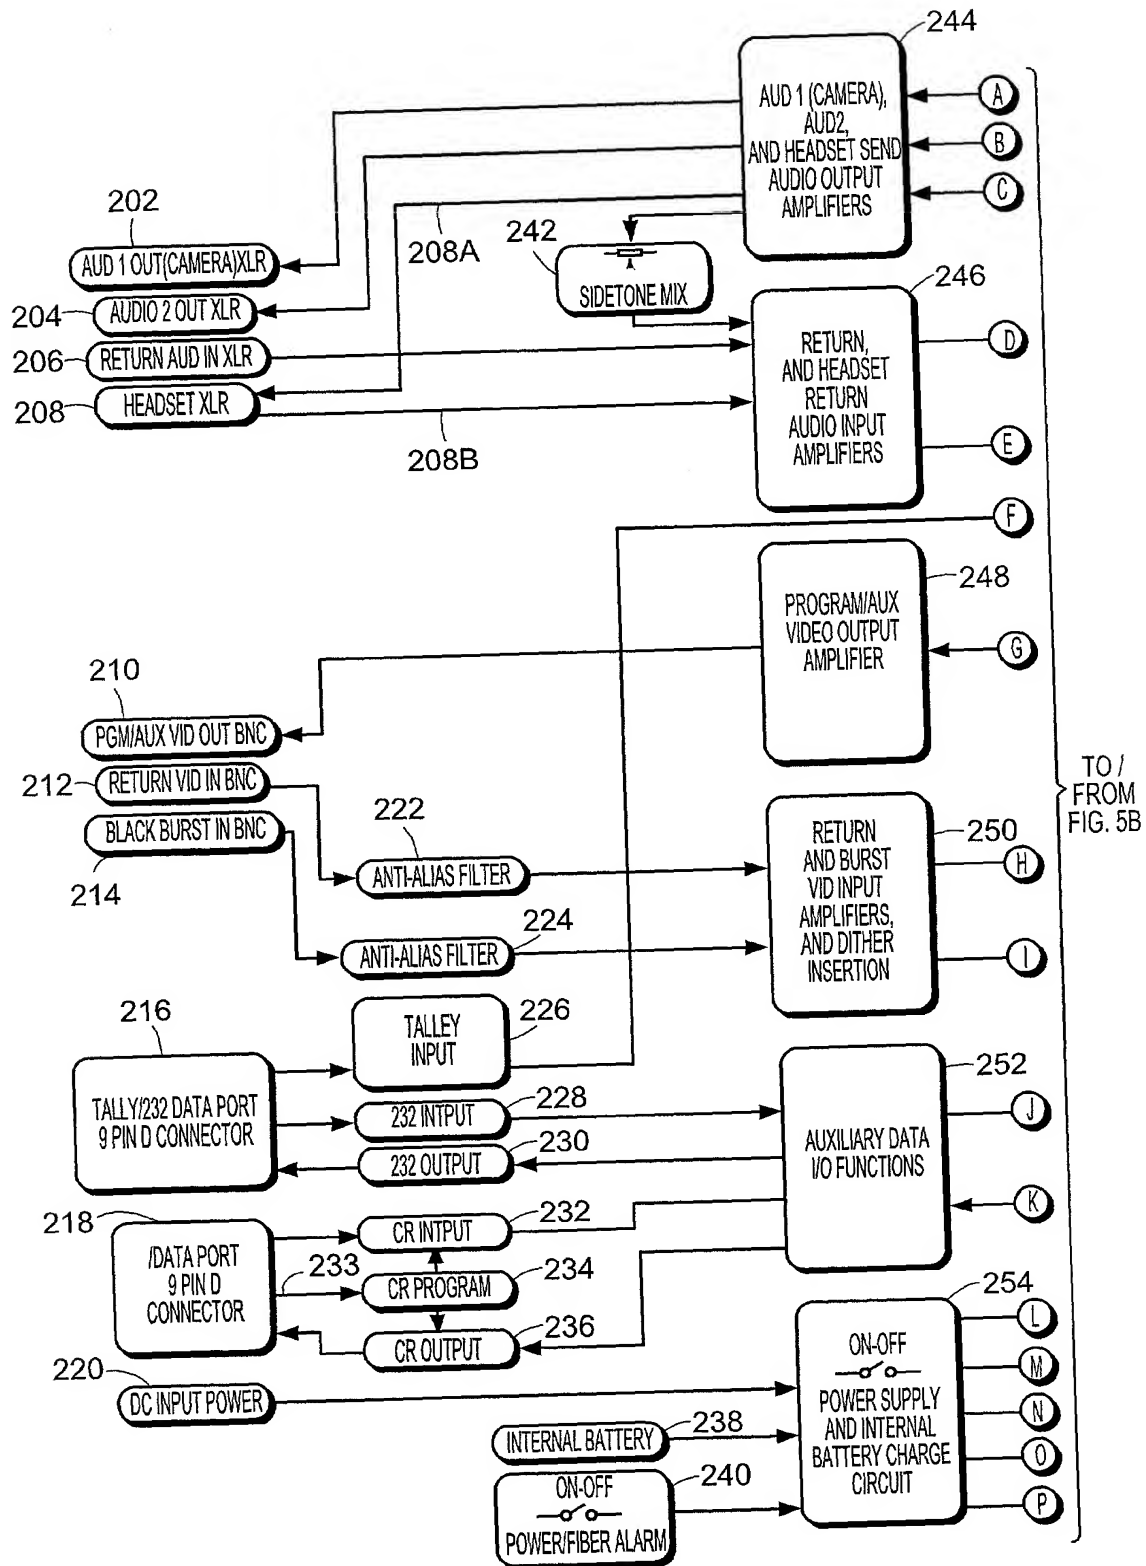 244
AUD 1 (CAMERA),
AUD2,
AND HEADSET SEND
AUDIO OUTPUT
AMPLIFIERS
A
B
C
202
208A
242
AUD 1 OUT(CAMERA)XLR
SIDETONE MIX
246
204
AUDIO 2 OUT XLR
206
RETURN AUD IN XLR
208
HEADSET XLR
208B
RETURN,
AND HEADSET
RETURN
AUDIO INPUT
AMPLIFIERS
D
E
F
248
PROGRAM/AUX
VIDEO OUTPUT
AMPLIFIER
G
210
PGM/AUX VID OUT BNC
212
RETURN VID IN BNC
BLACK BURST IN BNC
214
TO /
FROM
FIG. 5B
222
ANTI-ALIAS FILTER
224
ANTI-ALIAS FILTER
250
RETURN
AND BURST
VID INPUT
AMPLIFIERS,
AND DITHER
INSERTION
H
I
216
TALLY/232 DATA PORT
9 PIN D CONNECTOR
TALLEY
INPUT
226
232 INTPUT
228
232 OUTPUT
230
252
AUXILIARY DATA
I/O FUNCTIONS
J
K
218
/DATA PORT
9 PIN D
CONNECTOR
233
CR INTPUT
232
CR PROGRAM
234
CR OUTPUT
236
220
DC INPUT POWER
254
ON-OFF
POWER SUPPLY
AND INTERNAL
BATTERY CHARGE
CIRCUIT
L
M
N
O
P
INTERNAL BATTERY
238
240
ON-OFF
POWER/FIBER ALARM